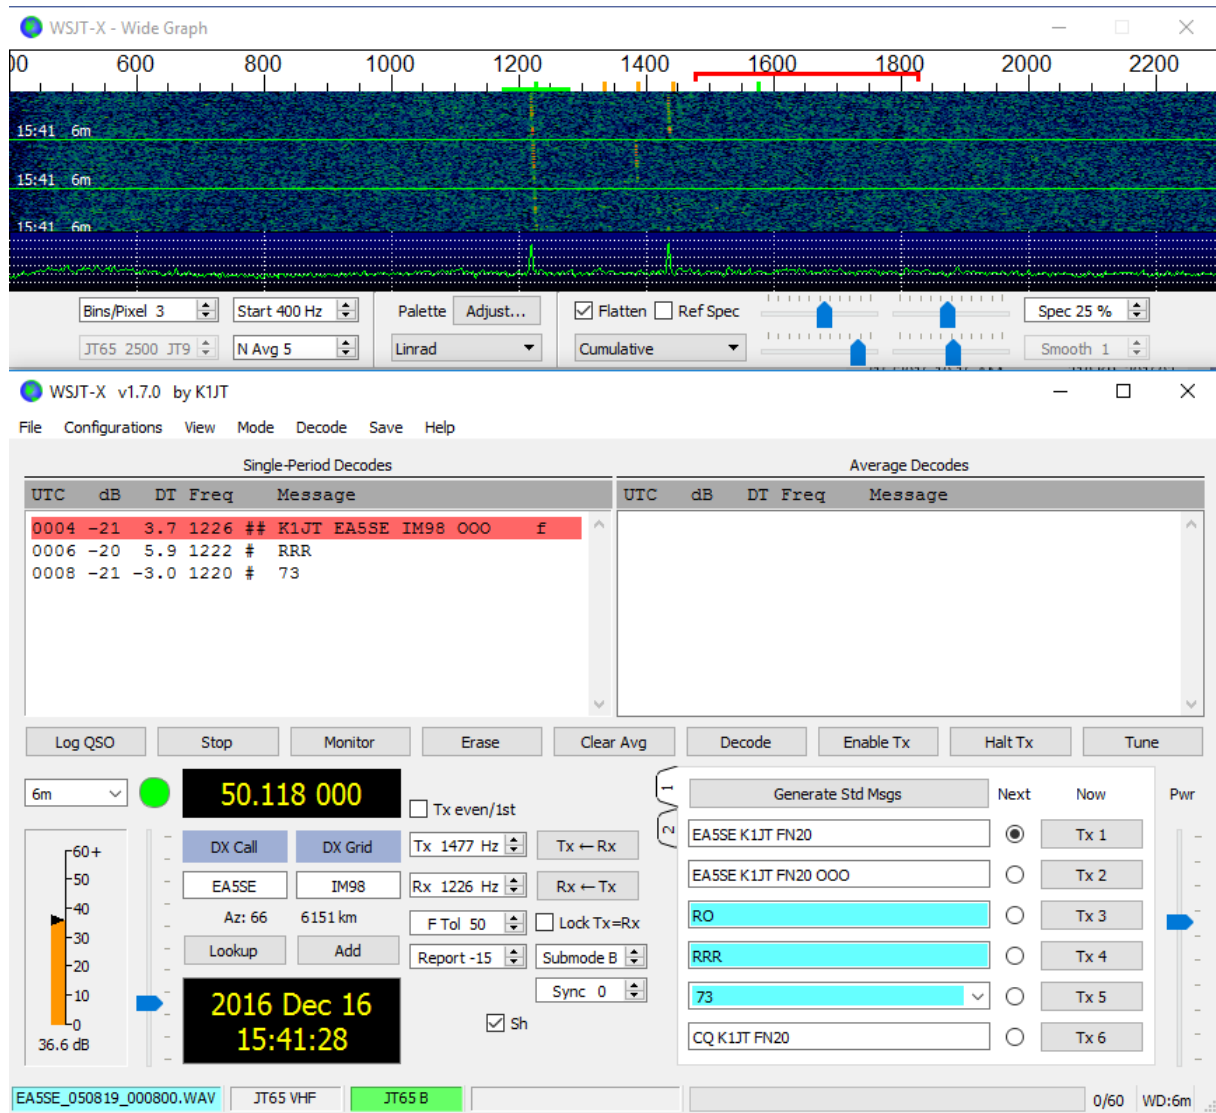 WSJT-X - Wide Graph
00 600 800 1000 1200 1400 1600 1800 2000 2200
15:41 6m
15:41 6m
15:41 6m
Bins/Pixel 3 Start 400 Hz Palette Adjust... Flatten Ref Spec Spec 25 %
JT65 2500 JT9 N Avg 5 Linrad Cumulative Smooth 1
WSJT-X v1.7.0 by K1JT
File Configurations View Mode Decode Save Help
Single-Period Decodes Average Decodes
UTC dB DT Freq Message UTC dB DT Freq Message
0004 -21 3.7 1226 ## K1JT EA5SE IM98 OOO f
0006 -20 5.9 1222 # RRR
0008 -21 -3.0 1220 # 73
Log QSO Stop Monitor Erase Clear Avg Decode Enable Tx Halt Tx Tune
6m 50.118 000 Tx even/1st 1 Generate Std Msgs Next Now Pwr
2 EA5SE K1JT FN20 Tx 1
60+ DX Call DX Grid Tx 1477 Hz Tx ← Rx
50 EA5SE IM98 Rx 1226 Hz Rx ← Tx EA5SE K1JT FN20 OOO Tx 2
40 Az: 66 6151 km F Tol 50 Lock Tx=Rx RO Tx 3
30
20 Lookup Add Report -15 Submode B RRR Tx 4
10 2016 Dec 16 Sync 0 73 Tx 5
0 15:41:28 Sh
36.6 dB CQ K1JT FN20 Tx 6
EA5SE_050819_000800.WAV JT65 VHF JT65 B 0/60 WD:6m